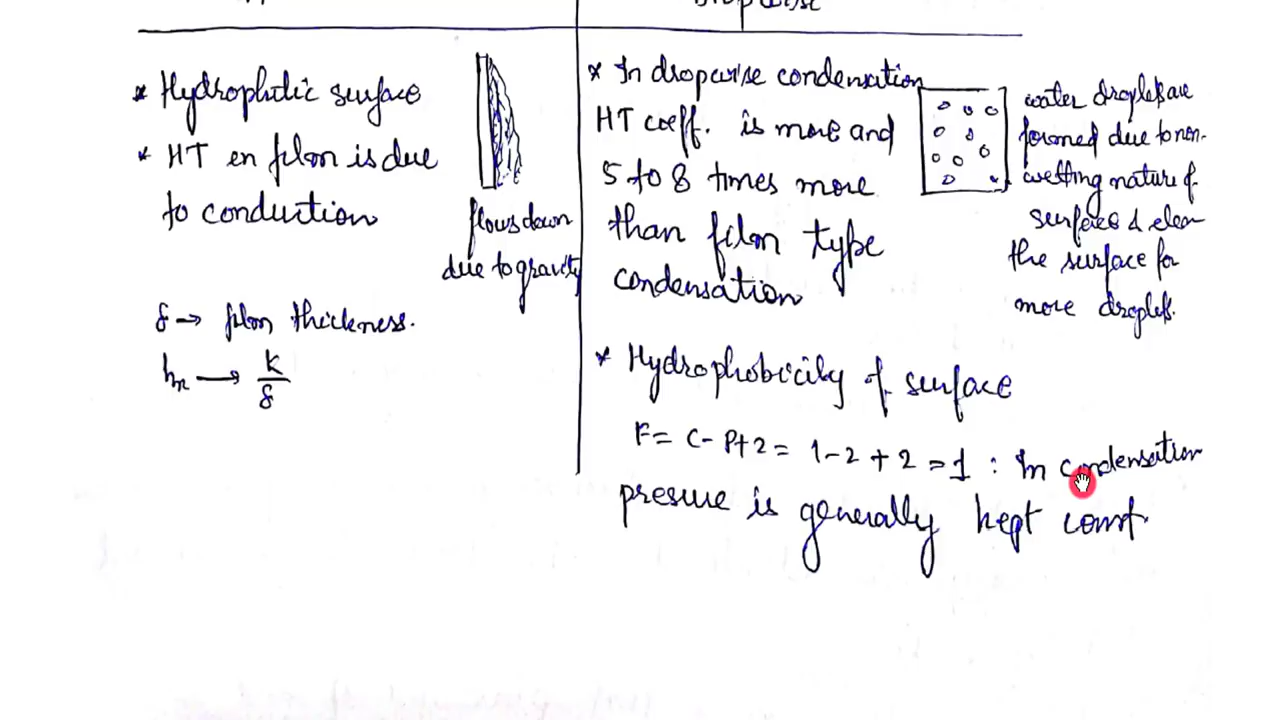 * Hydrophilic surface
* HT in film is due
to conduction
flows down
due to gravity
δ → film thickness.
hx → k/δ
* In dropwise condensation
HT coeff. is more and
5 to 8 times more
than film type
condensation
water droplets are
formed due to non-
wetting nature of
surfaces & clean
the surface for
more droplets.
* Hydrophobicity of surface
F = C - P + 2 = 1 - 2 + 2 = 1 : In condensation
pressure is generally kept const.